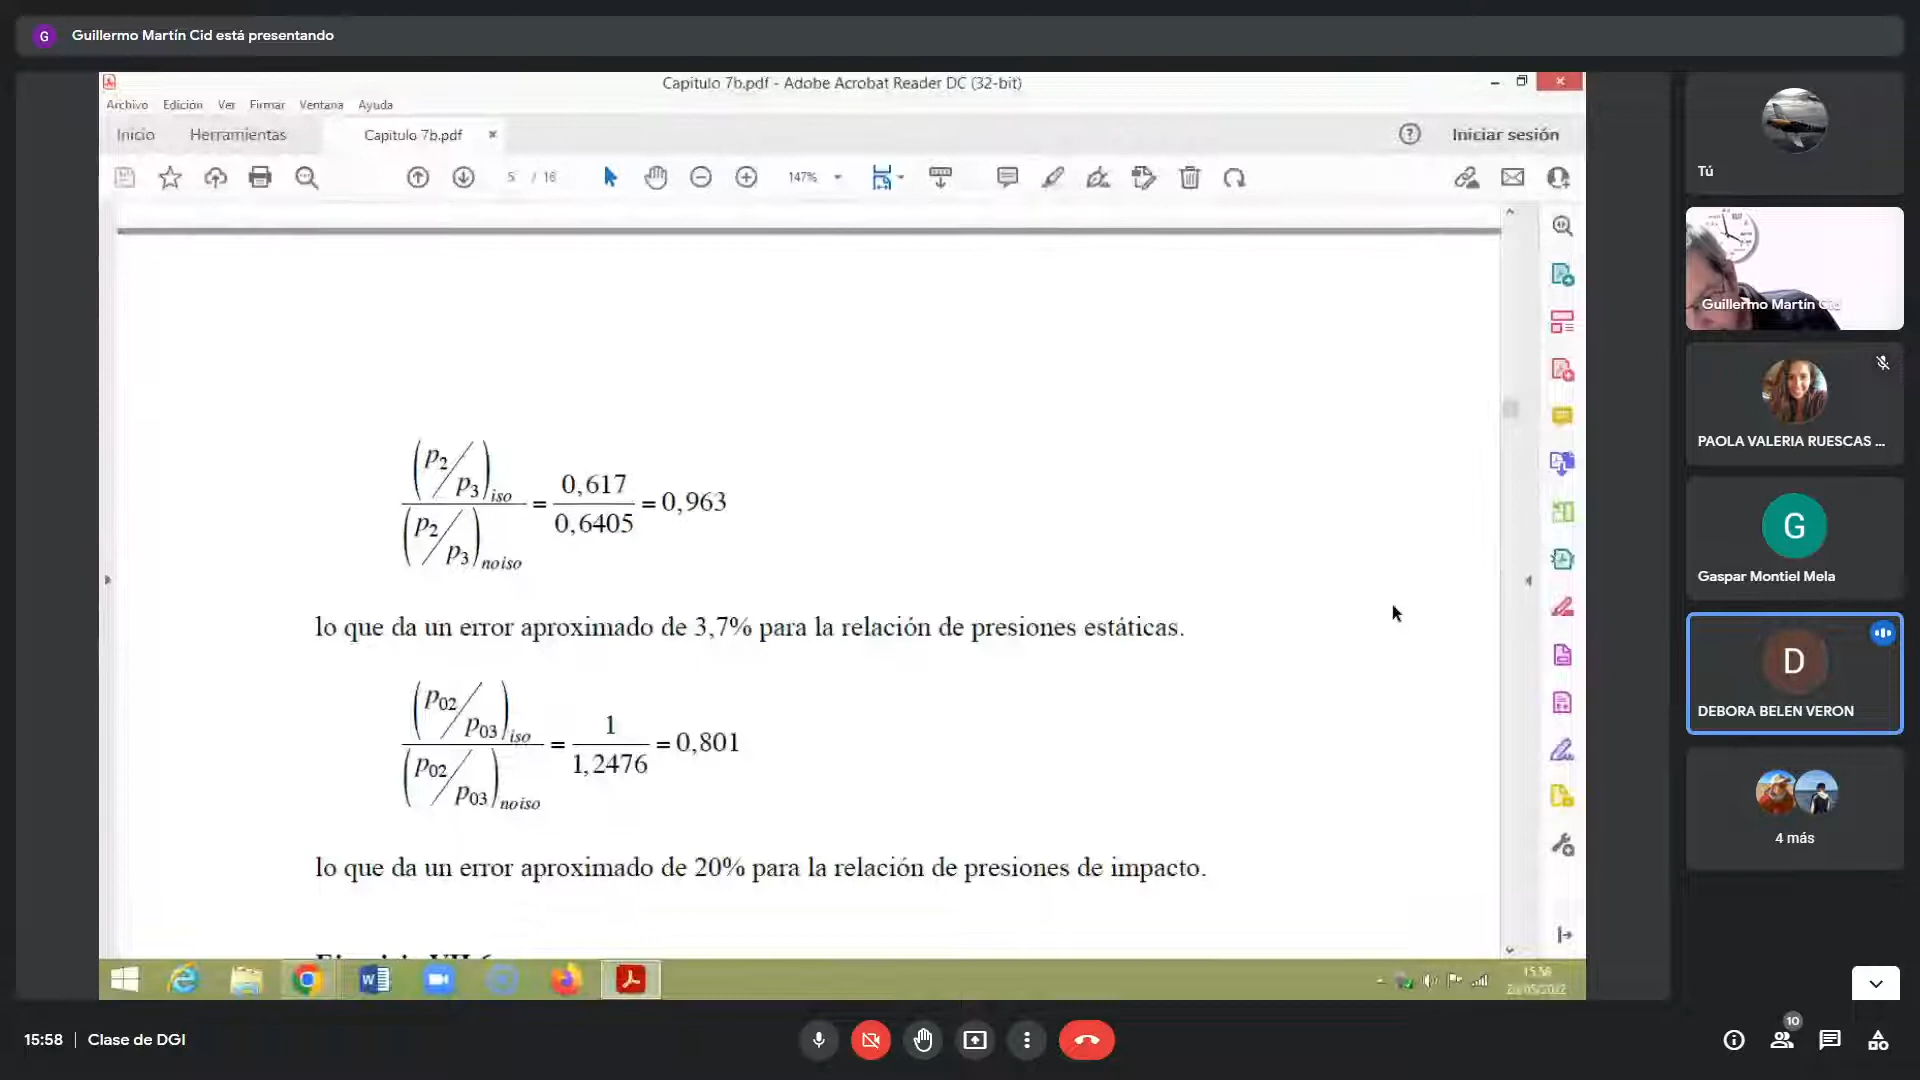 G Guillermo Martín Cid está presentando
Capitulo 7b.pdf - Adobe Acrobat Reader DC (32-bit)
Archivo Edición Ver Firmar Ventana Ayuda
Inicio Herramientas Capitulo 7b.pdf × ? Iniciar sesión
5 / 16 147%
(p2/p3)iso / (p2/p3)noiso = 0,617 / 0,6405 = 0,963
lo que da un error aproximado de 3,7% para la relación de presiones estáticas.
(p02/p03)iso / (p02/p03)noiso = 1 / 1,2476 = 0,801
lo que da un error aproximado de 20% para la relación de presiones de impacto.
15:58
Tú
Guillermo Martín Cid
PAOLA VALERIA RUESCAS ...
G
Gaspar Montiel Mela
D
DEBORA BELEN VERON
4 más
15:58 | Clase de DGI
10